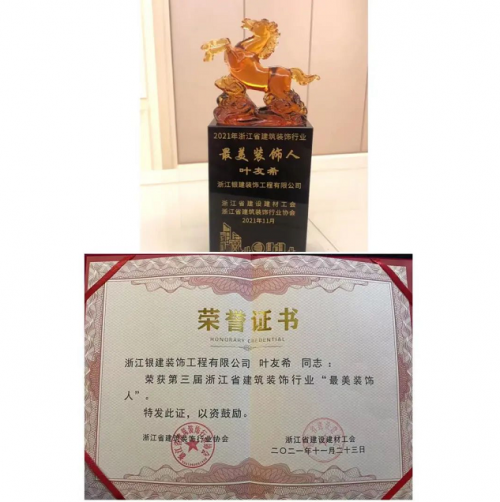 2021年浙江省建筑装饰行业
最美装饰人
叶友希
浙江银建装饰工程有限公司
浙江省建设建材工会
浙江省建筑装饰行业协会
2021年11月
荣誉证书
HONORARY CREDENTIAL
浙江银建装饰工程有限公司 叶友希 同志：
荣获第三届浙江省建筑装饰行业“最美装饰
人”。
特发此证，以资鼓励。
浙江省建筑装饰行业协会 浙江省建设建材工会
二〇二一年十一月二十三日